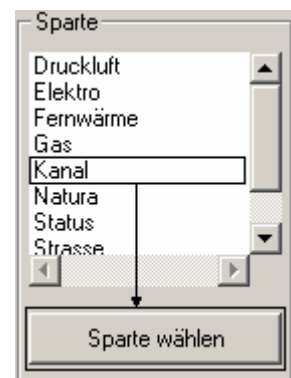 Sparte
Druckluft
Elektro
Fernwärme
Gas
Kanal
Natura
Status
Strasse
Sparte wählen